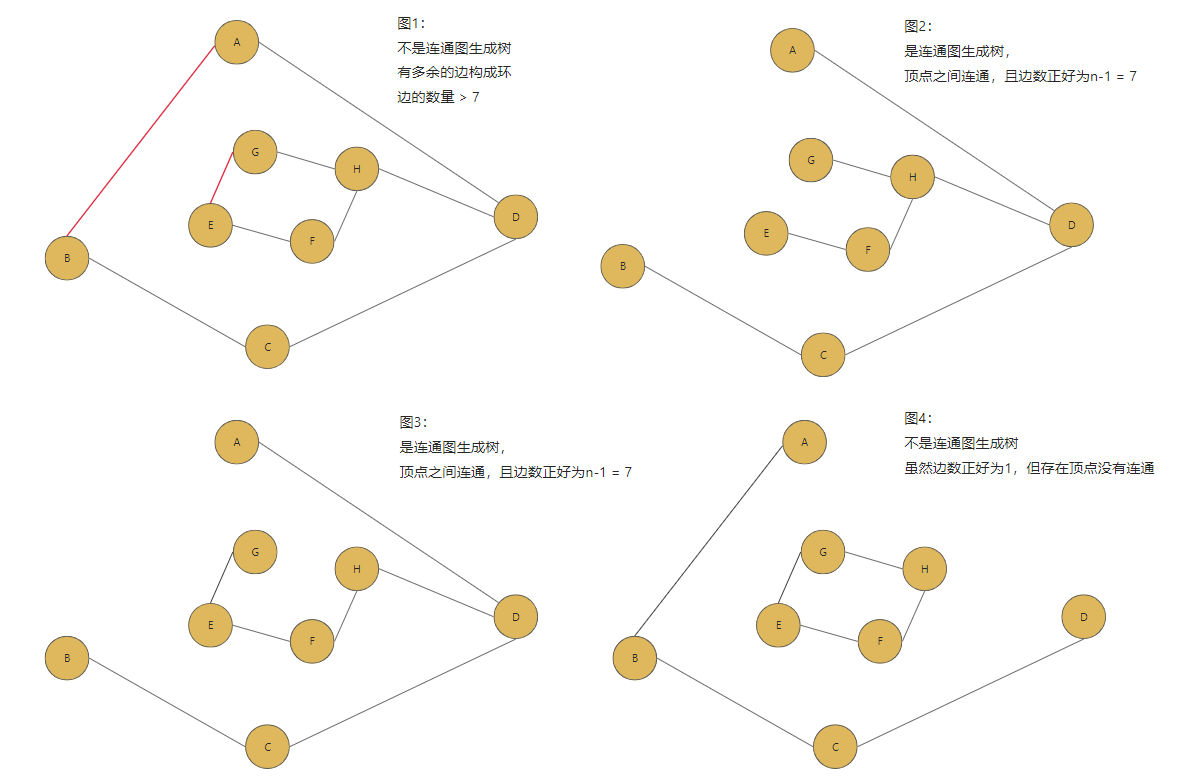 图1：
不是连通图生成树
有多余的边构成环
边的数量 > 7
A
G
H
E
F
D
B
C
图2：
是连通图生成树，
顶点之间连通，且边数正好为n-1 = 7
A
G
H
E
F
D
B
C
图3：
是连通图生成树，
顶点之间连通，且边数正好为n-1 = 7
A
G
H
E
F
D
B
C
图4：
不是连通图生成树
虽然边数正好为1，但存在顶点没有连通
A
G
H
E
F
D
B
C